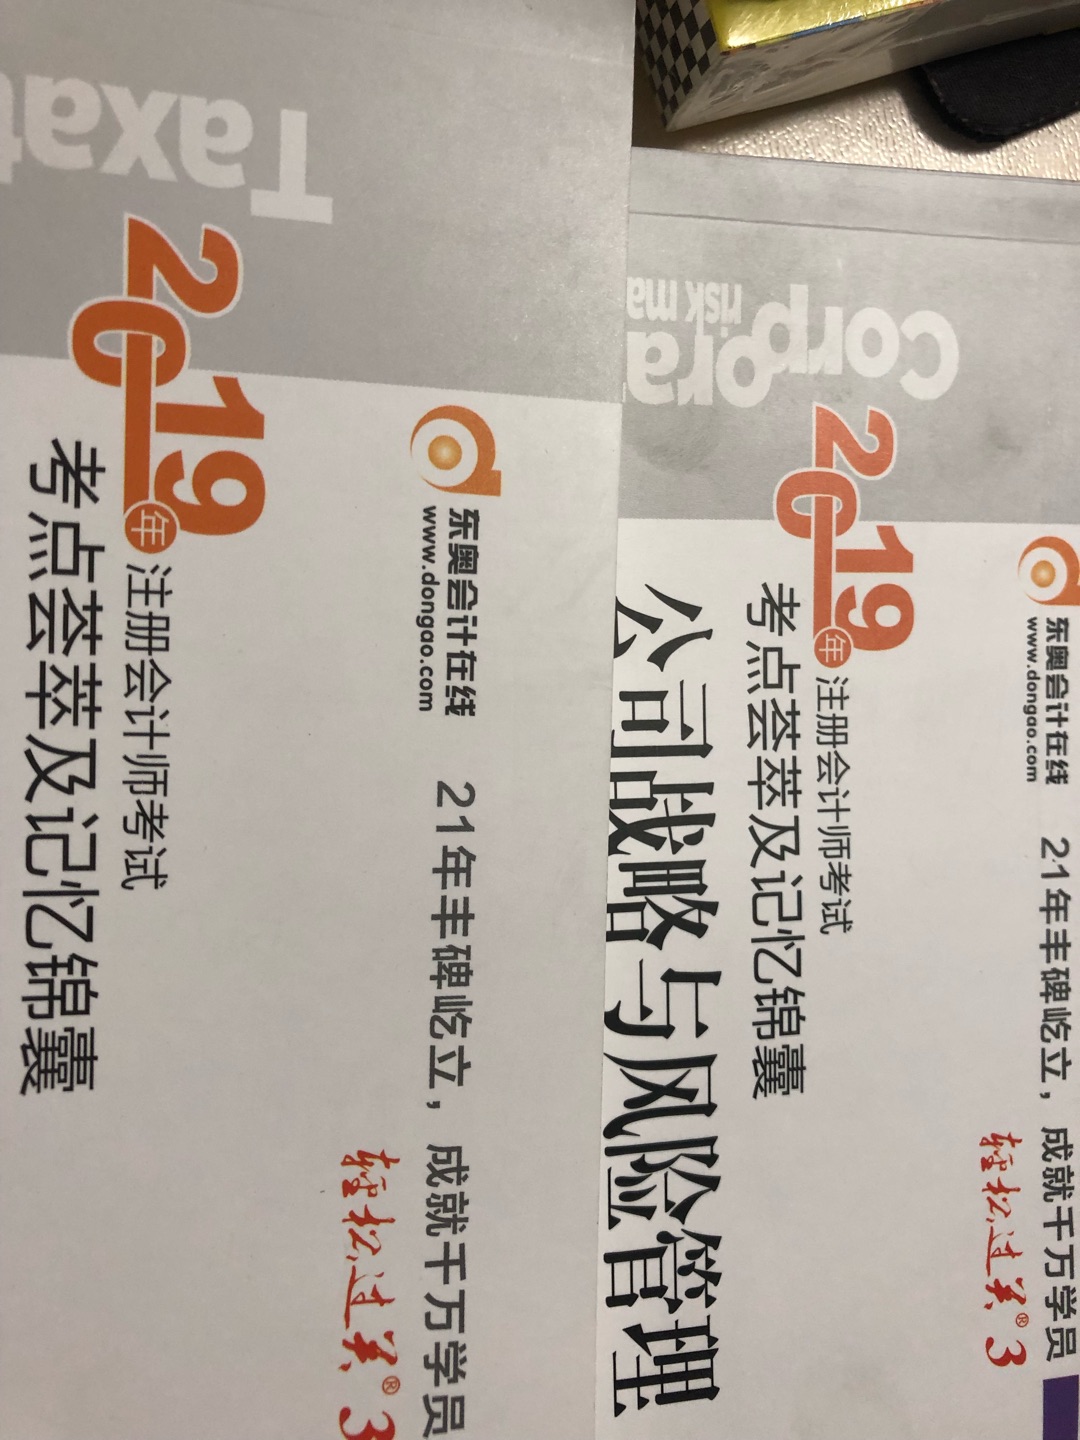 东奥会计在线
www.dongao.com
21年丰碑屹立，成就千万学员
轻松过关® 3
2019年注册会计师考试
考点荟萃及记忆锦囊
Taxat
东奥会计在线
www.dongao.com
21年丰碑屹立，成就千万学员
轻松过关® 3
2019年注册会计师考试
考点荟萃及记忆锦囊
公司战略与风险管理
Corpora
risk ma